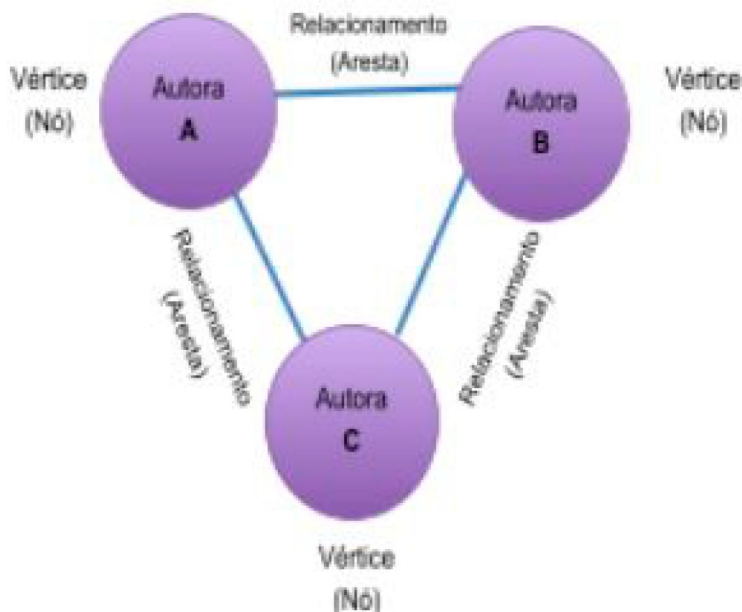 Relacionamento
(Aresta)
Vértice
(Nó)
Autora
A
Autora
B
Vértice
(Nó)
Relacionamento
(Aresta)
Relacionamento
(Aresta)
Autora
C
Vértice
(Nó)